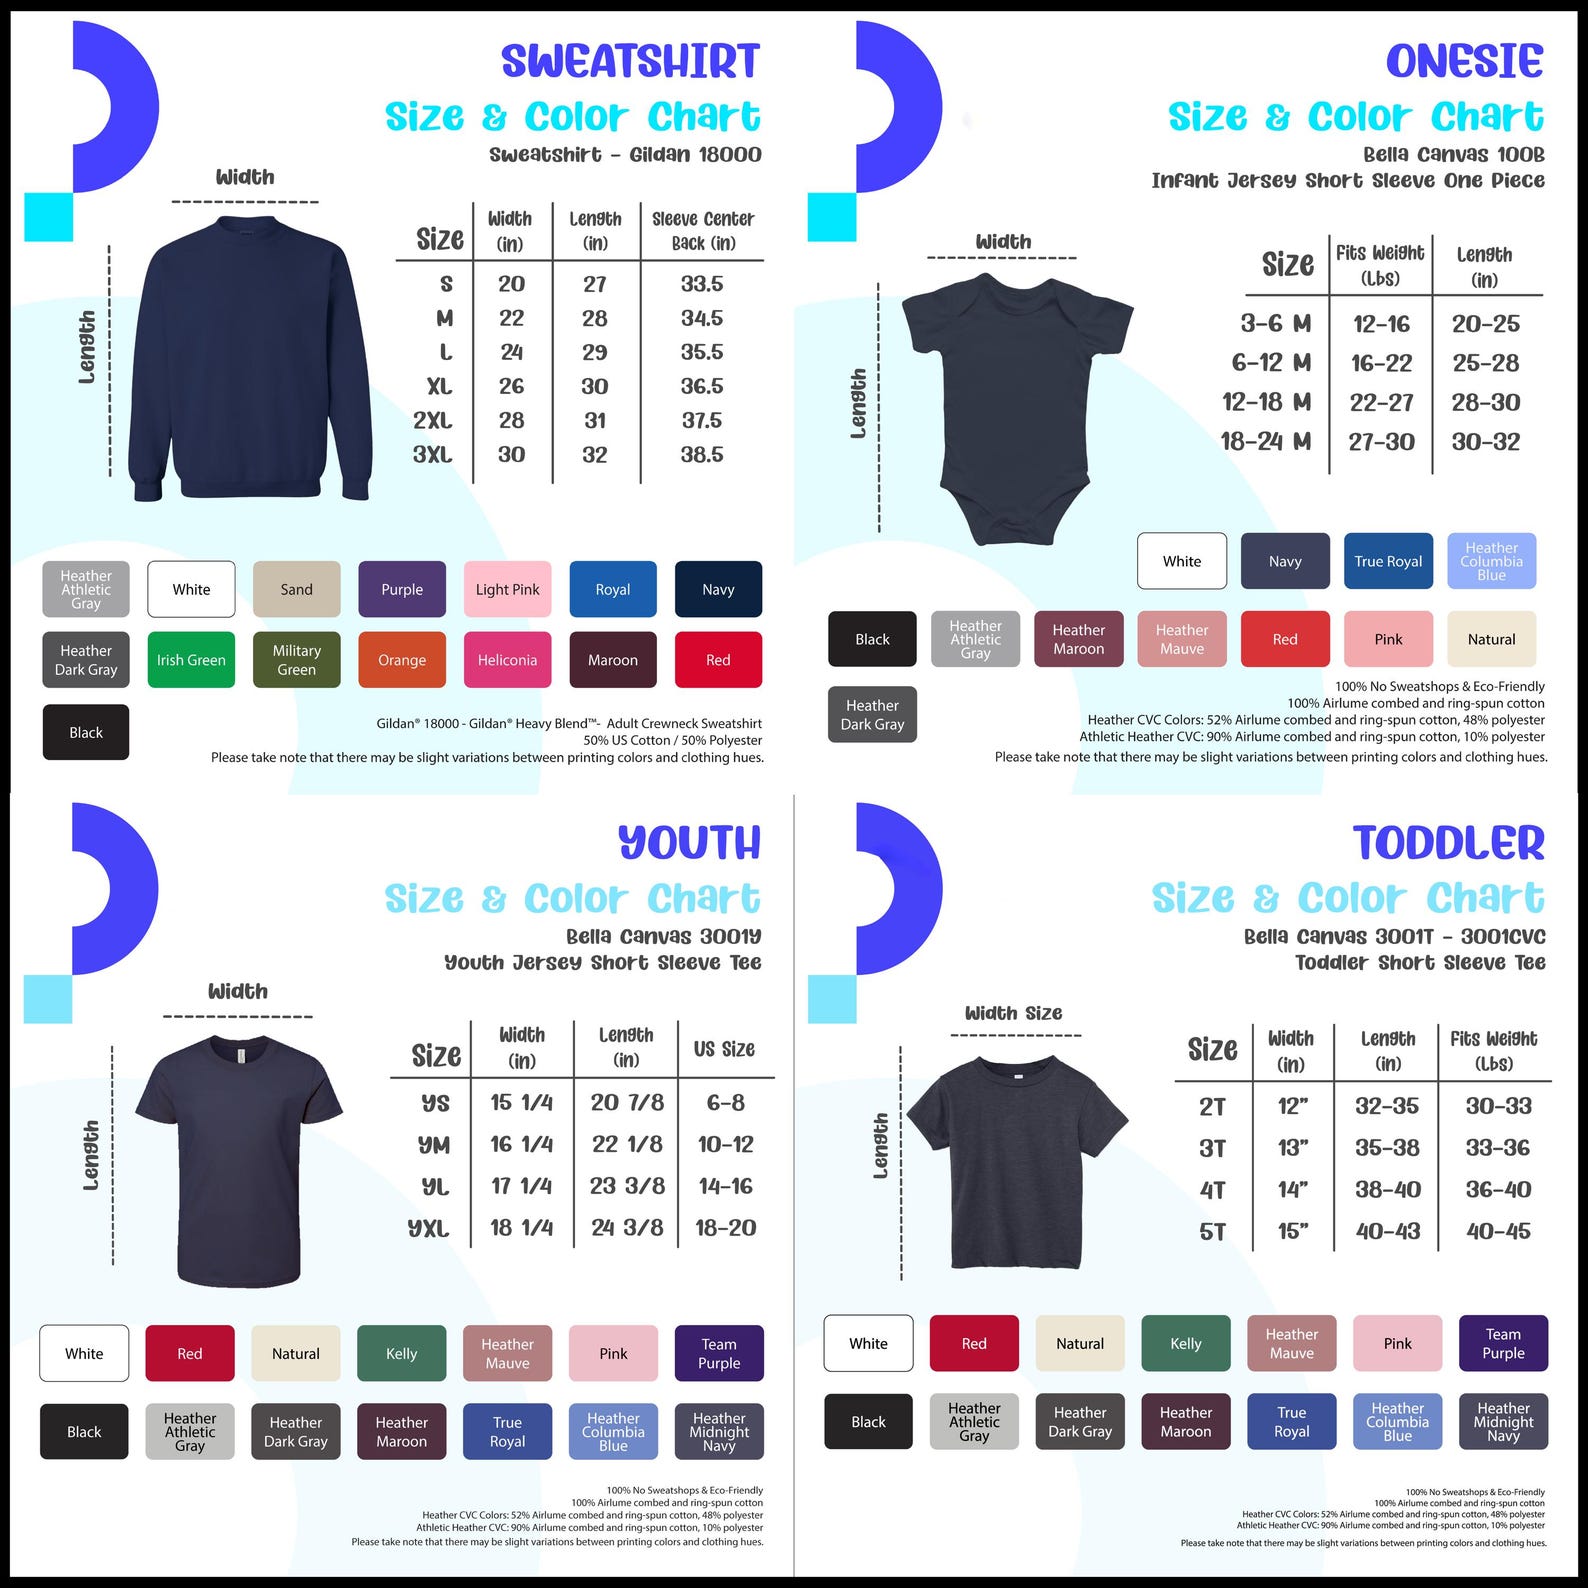 SWEATSHIRT
Size & Color Chart
Sweatshirt - Gildan 18000
Width
Length
Size Width (in) Length (in) Sleeve Center Back (in)
S 20 27 33.5
M 22 28 34.5
L 24 29 35.5
XL 26 30 36.5
2XL 28 31 37.5
3XL 30 32 38.5
Heather Athletic Gray White Sand Purple Light Pink Royal Navy
Heather Dark Gray Irish Green Military Green Orange Heliconia Maroon Red
Black
Gildan® 18000 - Gildan® Heavy Blend™- Adult Crewneck Sweatshirt
50% US Cotton / 50% Polyester
Please take note that there may be slight variations between printing colors and clothing hues.
ONESIE
Size & Color Chart
Bella Canvas 100B
Infant Jersey Short Sleeve One Piece
Width
Length
Size Fits Weight (Lbs) Length (in)
3-6 M 12-16 20-25
6-12 M 16-22 25-28
12-18 M 22-27 28-30
18-24 M 27-30 30-32
White Navy True Royal Heather Columbia Blue
Black Heather Athletic Gray Heather Maroon Heather Mauve Red Pink Natural
Heather Dark Gray
100% No Sweatshops & Eco-Friendly
100% Airlume combed and ring-spun cotton
Heather CVC Colors: 52% Airlume combed and ring-spun cotton, 48% polyester
Athletic Heather CVC: 90% Airlume combed and ring-spun cotton, 10% polyester
Please take note that there may be slight variations between printing colors and clothing hues.
YOUTH
Size & Color Chart
Bella Canvas 3001Y
Youth Jersey Short Sleeve Tee
Width
Length
Size Width (in) Length (in) US Size
YS 15 1/4 20 7/8 6-8
YM 16 1/4 22 1/8 10-12
YL 17 1/4 23 3/8 14-16
YXL 18 1/4 24 3/8 18-20
White Red Natural Kelly Heather Mauve Pink Team Purple
Black Heather Athletic Gray Heather Dark Gray Heather Maroon True Royal Heather Columbia Blue Heather Midnight Navy
100% No Sweatshops & Eco-Friendly
100% Airlume combed and ring-spun cotton
Heather CVC Colors: 52% Airlume combed and ring-spun cotton, 48% polyester
Athletic Heather CVC: 90% Airlume combed and ring-spun cotton, 10% polyester
Please take note that there may be slight variations between printing colors and clothing hues.
TODDLER
Size & Color Chart
Bella Canvas 3001T - 3001CVC
Toddler Short Sleeve Tee
Width Size
Length
Size Width (in) Length (in) Fits Weight (Lbs)
2T 12” 32-35 30-33
3T 13” 35-38 33-36
4T 14” 38-40 36-40
5T 15” 40-43 40-45
White Red Natural Kelly Heather Mauve Pink Team Purple
Black Heather Athletic Gray Heather Dark Gray Heather Maroon True Royal Heather Columbia Blue Heather Midnight Navy
100% No Sweatshops & Eco-Friendly
100% Airlume combed and ring-spun cotton
Heather CVC Colors: 52% Airlume combed and ring-spun cotton, 48% polyester
Athletic Heather CVC: 90% Airlume combed and ring-spun cotton, 10% polyester
Please take note that there may be slight variations between printing colors and clothing hues.